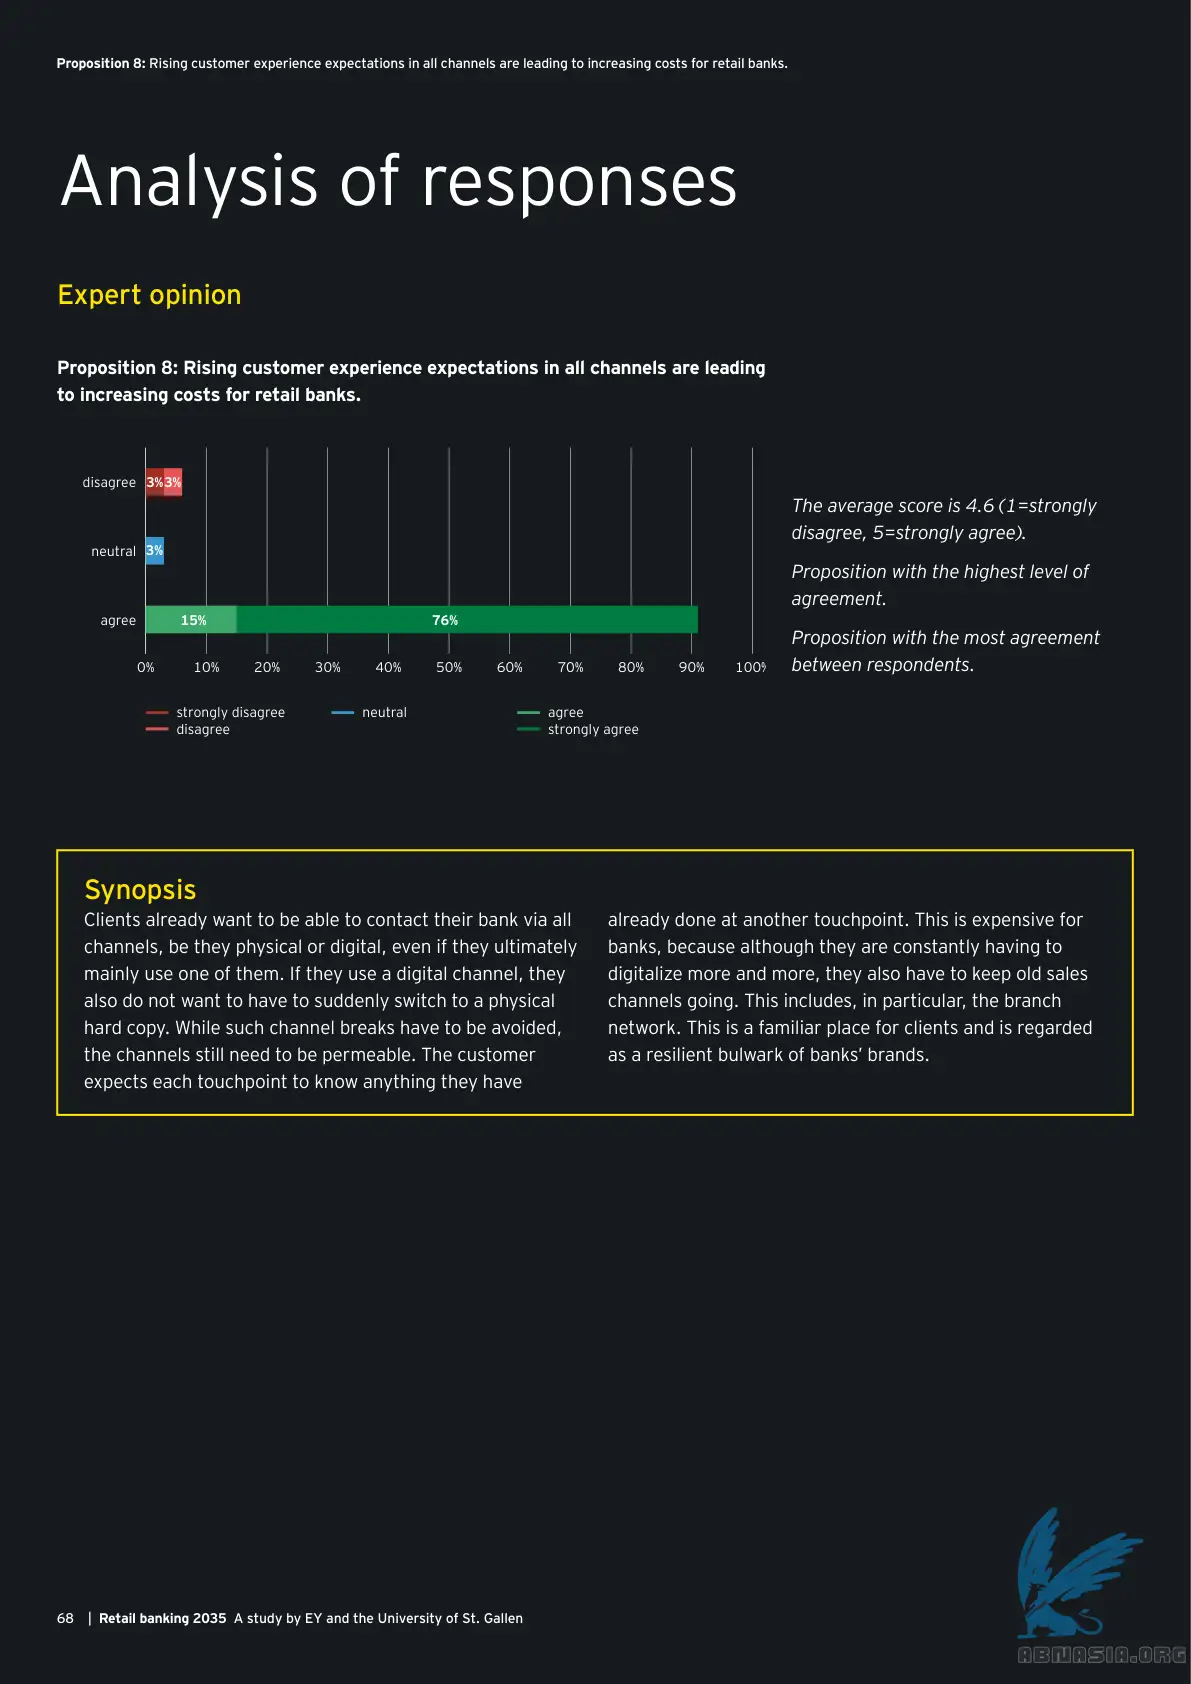 Proposition 8: Rising customer experience expectations in all channels are leading to increasing costs for retail banks.
Analysis of responses
Expert opinion
Proposition 8: Rising customer experience expectations in all channels are leading
to increasing costs for retail banks.
disagree 3% 3%
neutral 3%
agree 15% 76%
0% 10% 20% 30% 40% 50% 60% 70% 80% 90% 100%
strongly disagree neutral agree
disagree strongly agree
The average score is 4.6 (1=strongly
disagree, 5=strongly agree).
Proposition with the highest level of
agreement.
Proposition with the most agreement
between respondents.
Synopsis
Clients already want to be able to contact their bank via all
channels, be they physical or digital, even if they ultimately
mainly use one of them. If they use a digital channel, they
also do not want to have to suddenly switch to a physical
hard copy. While such channel breaks have to be avoided,
the channels still need to be permeable. The customer
expects each touchpoint to know anything they have
already done at another touchpoint. This is expensive for
banks, because although they are constantly having to
digitalize more and more, they also have to keep old sales
channels going. This includes, in particular, the branch
network. This is a familiar place for clients and is regarded
as a resilient bulwark of banks’ brands.
68 | Retail banking 2035 A study by EY and the University of St. Gallen
ABNASIA.ORG